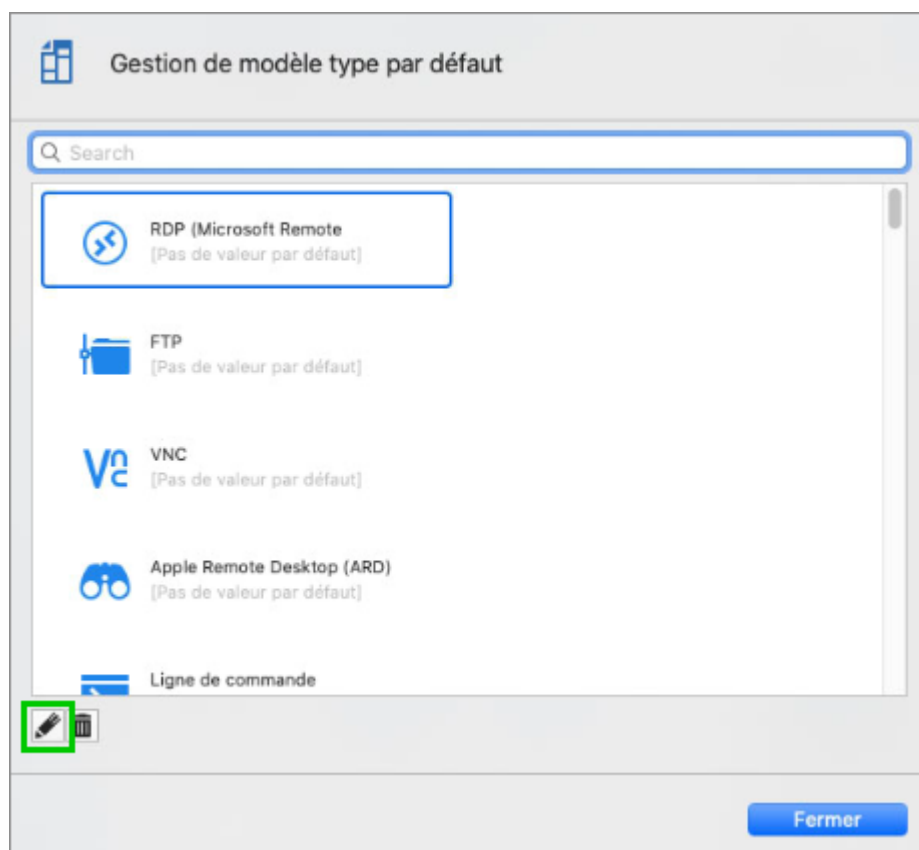 Gestion de modèle type par défaut
Search
RDP (Microsoft Remote
[Pas de valeur par défaut]
FTP
[Pas de valeur par défaut]
VNC
[Pas de valeur par défaut]
Apple Remote Desktop (ARD)
[Pas de valeur par défaut]
Ligne de commande
Fermer